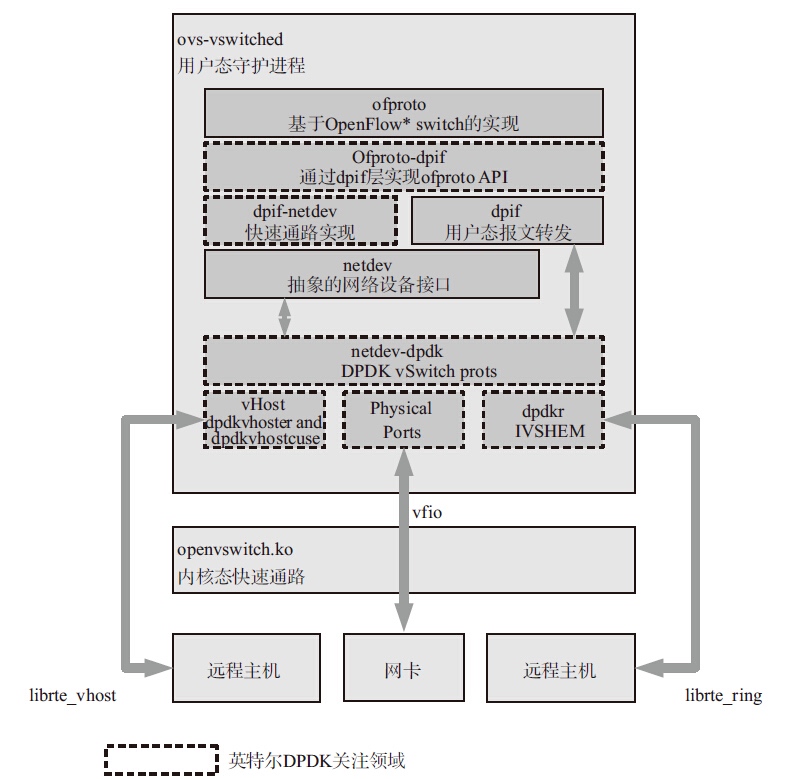 ovs-vswitched
用户态守护进程
ofproto
基于OpenFlow* switch的实现
Ofproto-dpif
通过dpif层实现ofproto API
dpif-netdev
快速通路实现
dpif
用户态报文转发
netdev
抽象的网络设备接口
netdev-dpdk
DPDK vSwitch prots
vHost
dpdkvhoster and
dpdkvhostcuse
Physical
Ports
dpdkr
IVSHEM
vfio
openvswitch.ko
内核态快速通路
远程主机
网卡
远程主机
librte_vhost
librte_ring
英特尔DPDK关注领域